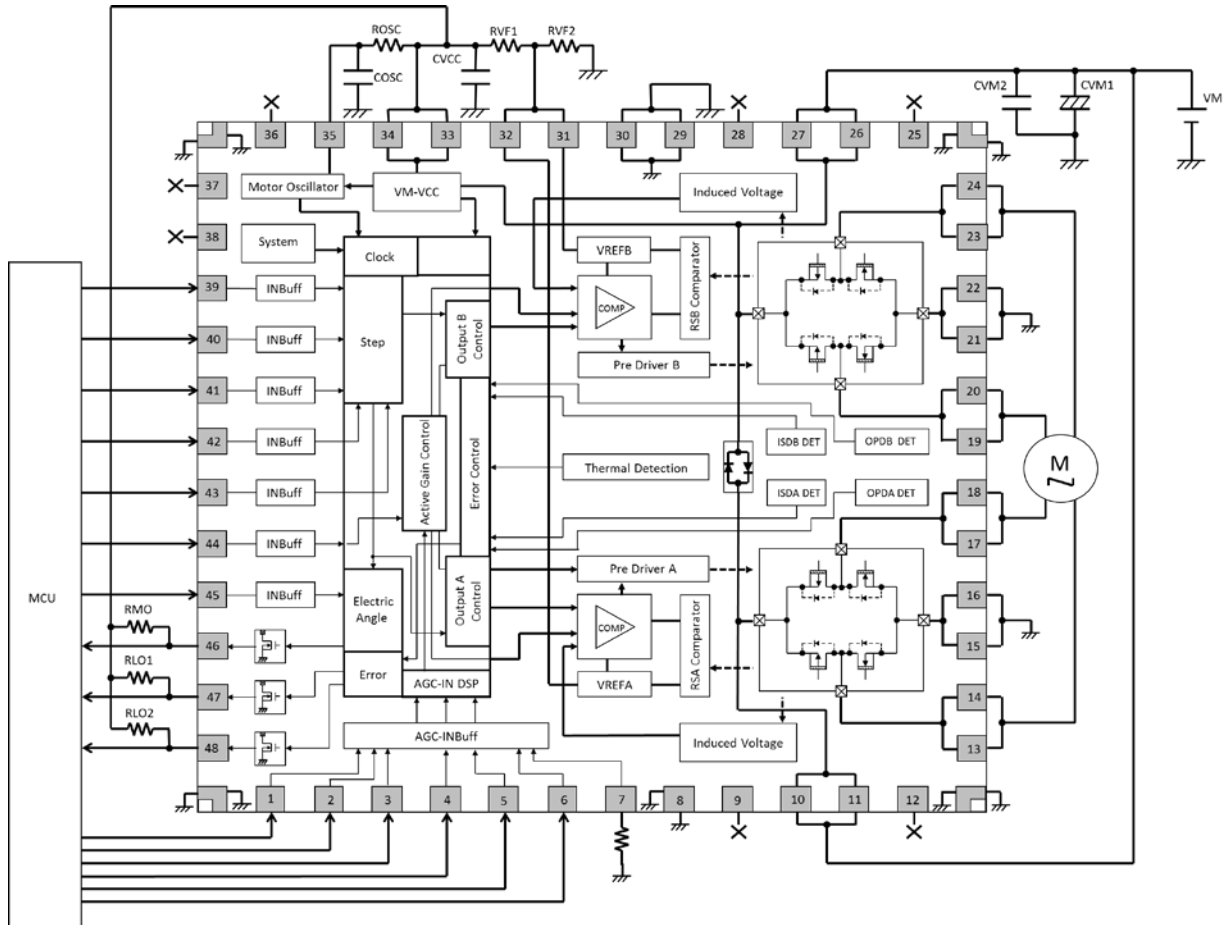 ROSC
RVF1
RVF2
COSC
CVCC
CVM2
CVM1
VM
36
35
34
33
32
31
30
29
28
27
26
25
37
38
39
40
41
42
43
44
45
46
47
48
Motor Oscillator
VM-VCC
Induced Voltage
24
23
22
21
20
19
18
17
16
15
14
13
System
Clock
VREFB
RSB Comparator
COMP
Pre Driver B
INBuff
INBuff
INBuff
INBuff
INBuff
INBuff
INBuff
Step
Output B
Control
Active Gain Control
Error Control
ISDB DET
OPDB DET
Thermal Detection
ISDA DET
OPDA DET
M
Pre Driver A
Output A
Control
Electric
Angle
COMP
RSA Comparator
VREFA
Error
AGC-IN DSP
AGC-INBuff
Induced Voltage
MCU
RMO
RLO1
RLO2
1
2
3
4
5
6
7
8
9
10
11
12